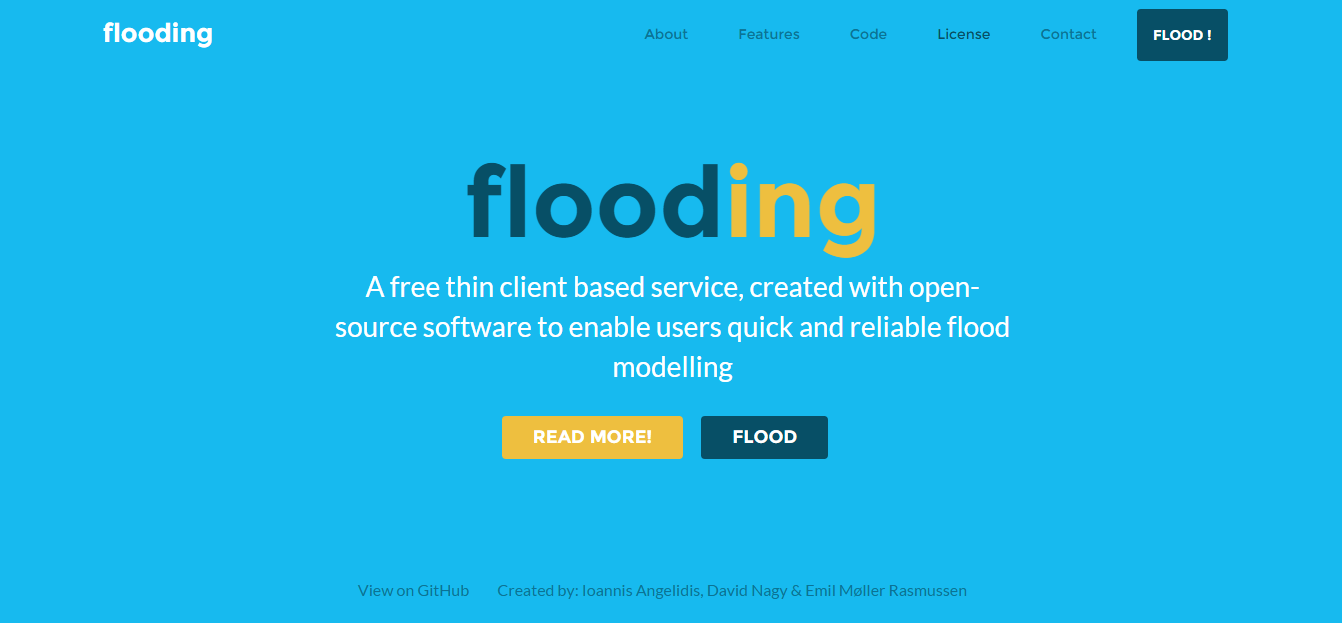 flooding
About Features Code License Contact FLOOD !
flooding
A free thin client based service, created with open-
source software to enable users quick and reliable flood
modelling
READ MORE! FLOOD
View on GitHub Created by: Ioannis Angelidis, David Nagy & Emil Møller Rasmussen